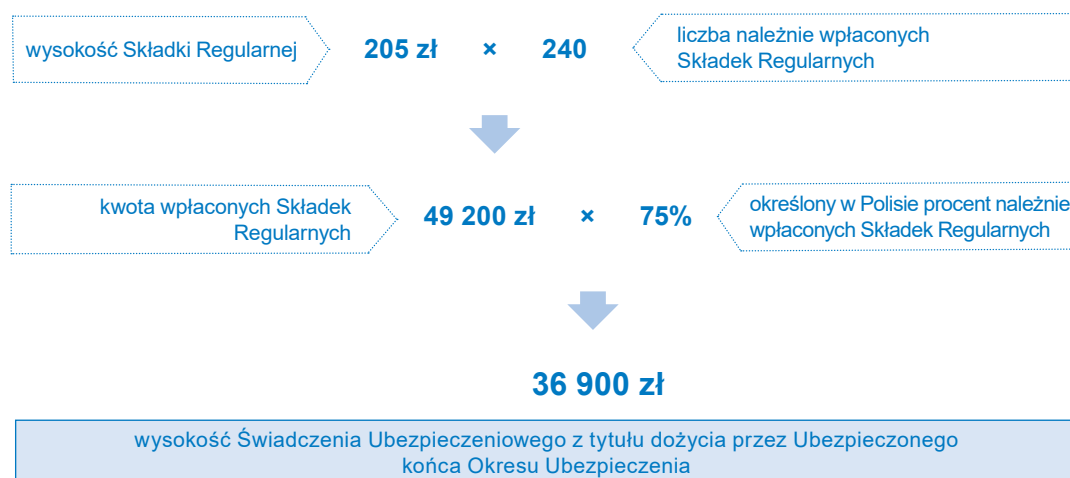 wysokość Składki Regularnej
205 zł × 240
liczba należnie wpłaconych
Składek Regularnych
kwota wpłaconych Składek
Regularnych
49 200 zł × 75%
określony w Polisie procent należnie
wpłaconych Składek Regularnych
36 900 zł
wysokość Świadczenia Ubezpieczeniowego z tytułu dożycia przez Ubezpieczonego
końca Okresu Ubezpieczenia